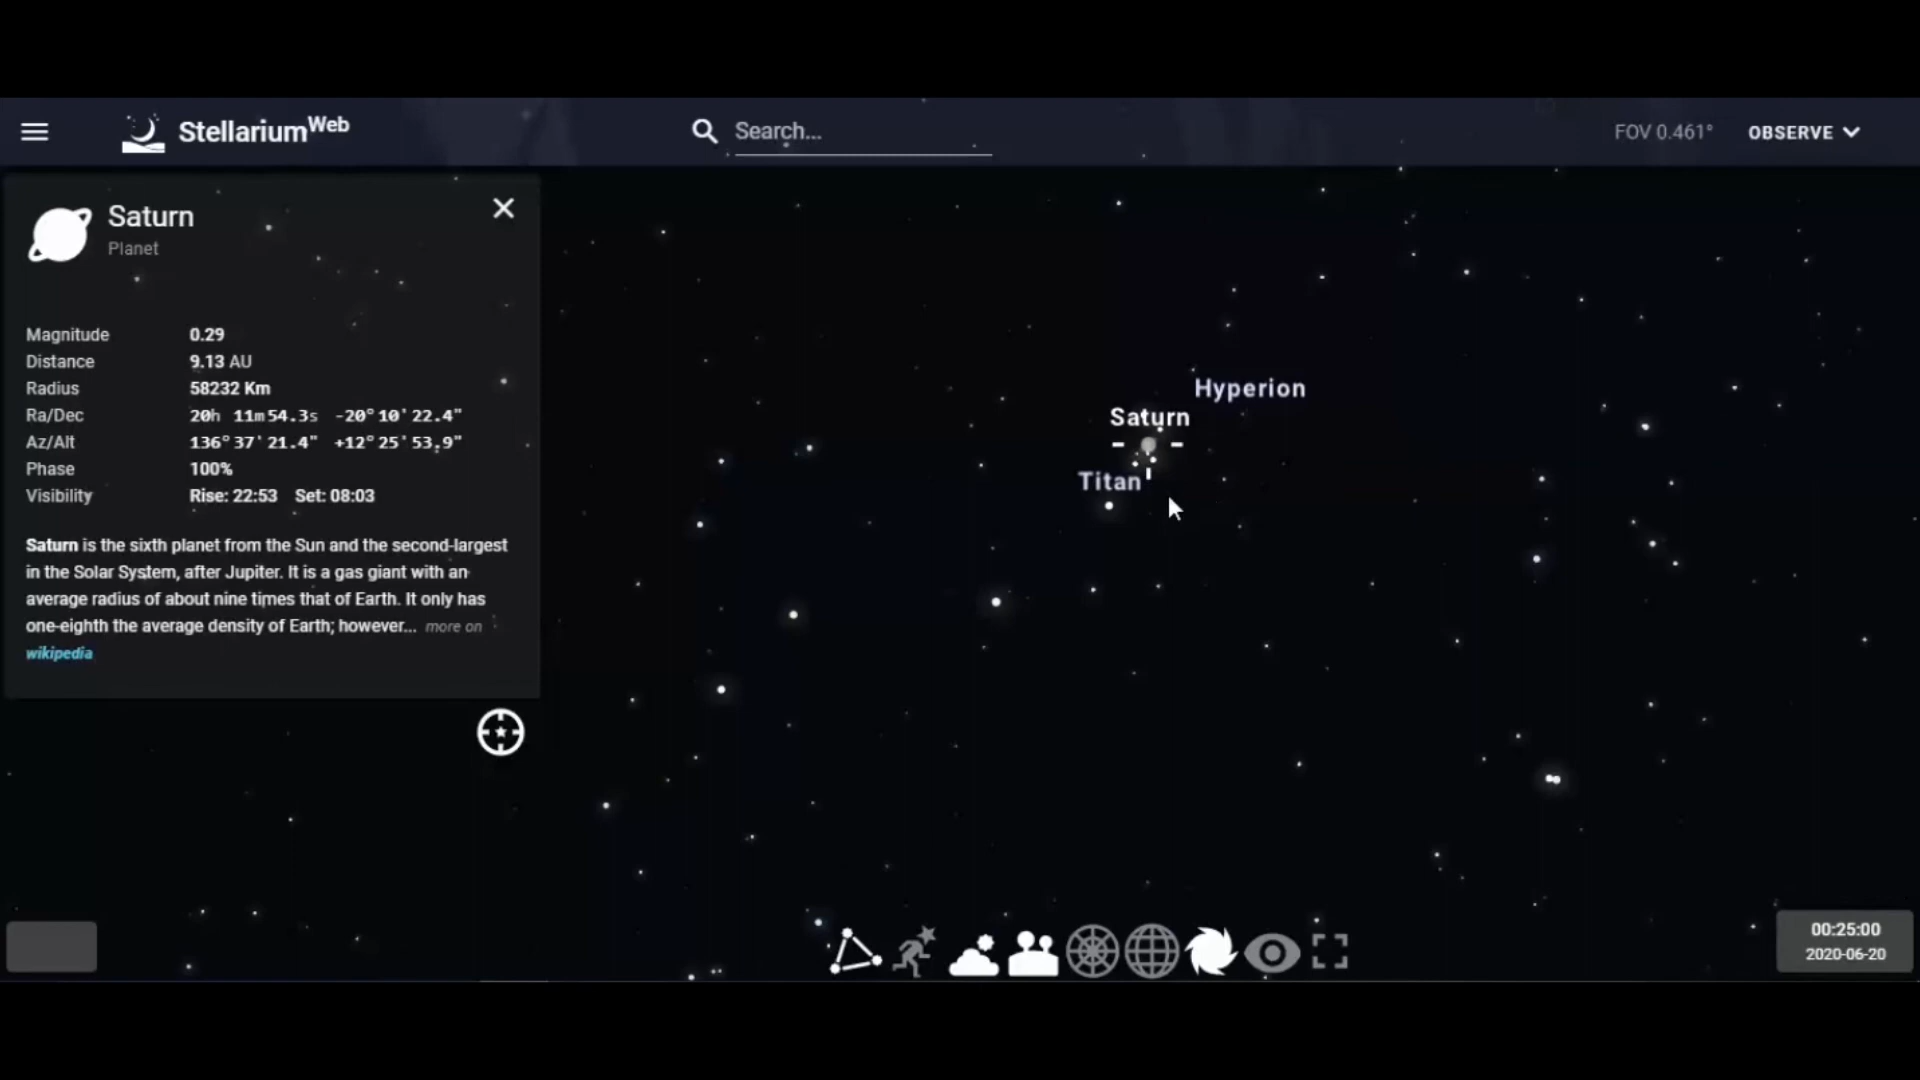 StellariumWeb
Search...
FOV 0.461°
OBSERVE
Saturn
Planet
Magnitude 0.29
Distance 9.13 AU
Radius 58232 Km
Ra/Dec 20h 11m54.3s -20°10'22.4"
Az/Alt 136°37'21.4" +12°25'53.9"
Phase 100%
Visibility Rise: 22:53 Set: 08:03
Saturn is the sixth planet from the Sun and the second-largest
in the Solar System, after Jupiter. It is a gas giant with an
average radius of about nine times that of Earth. It only has
one-eighth the average density of Earth; however... more on
wikipedia
Hyperion
Saturn
Titan
00:25:00
2020-06-20